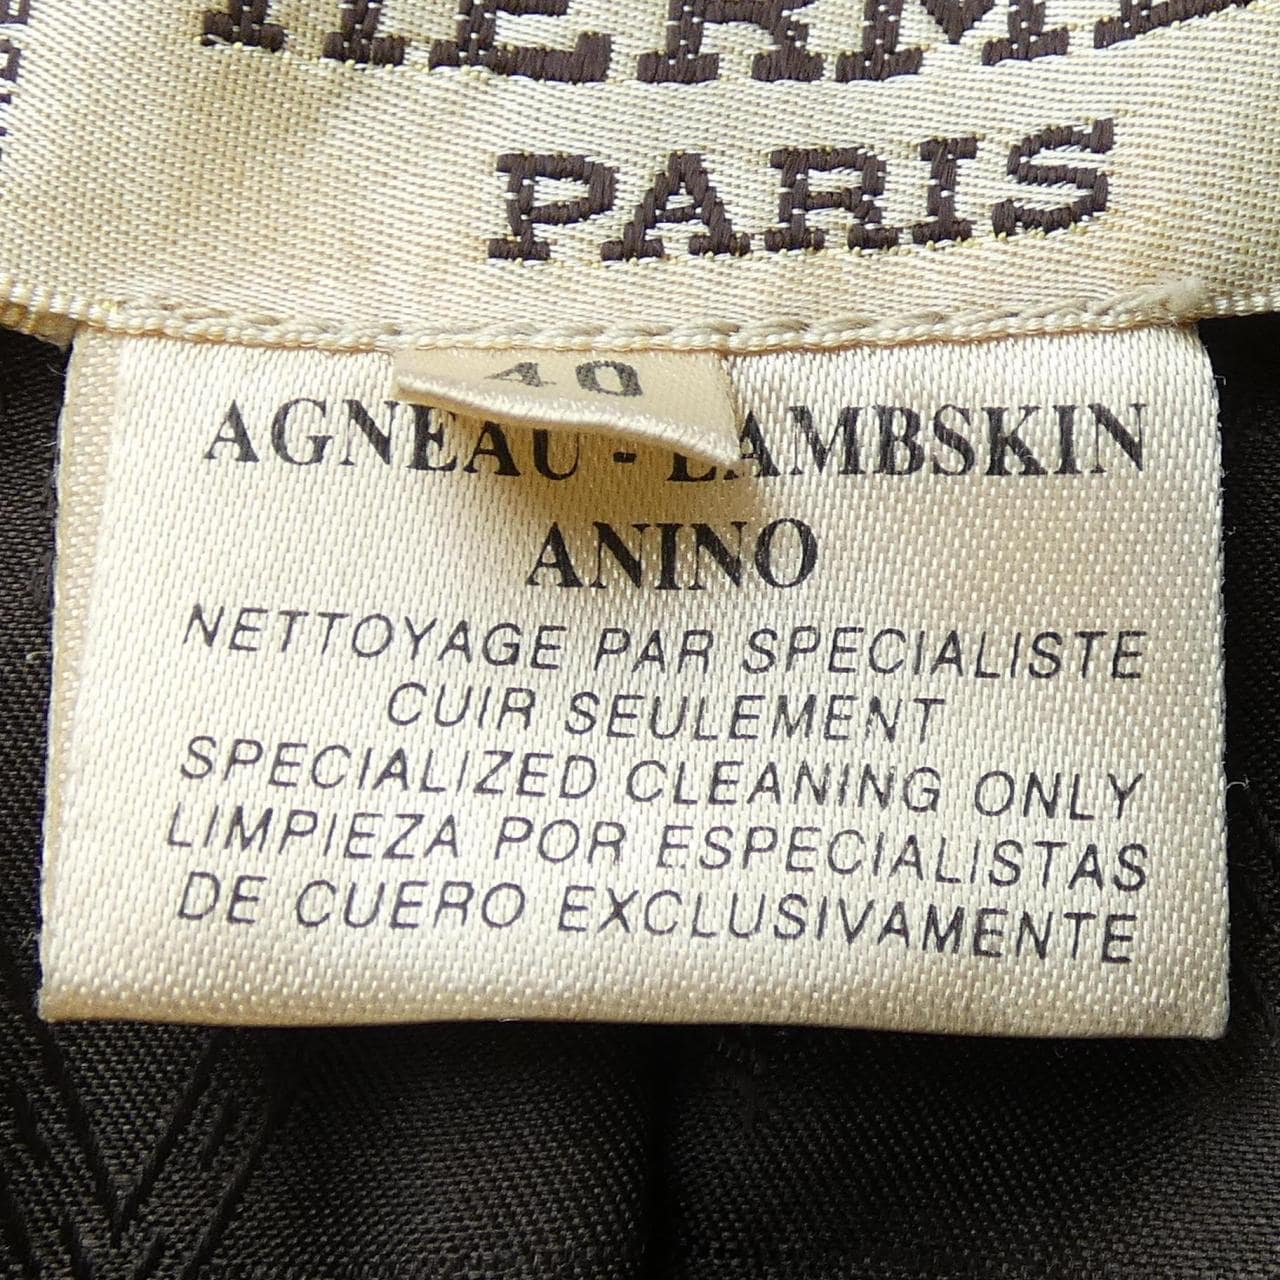 HERMÈS
PARIS
40
AGNEAU - LAMBSKIN
ANINO
NETTOYAGE PAR SPECIALISTE
CUIR SEULEMENT
SPECIALIZED CLEANING ONLY
LIMPIEZA POR ESPECIALISTAS
DE CUERO EXCLUSIVAMENTE